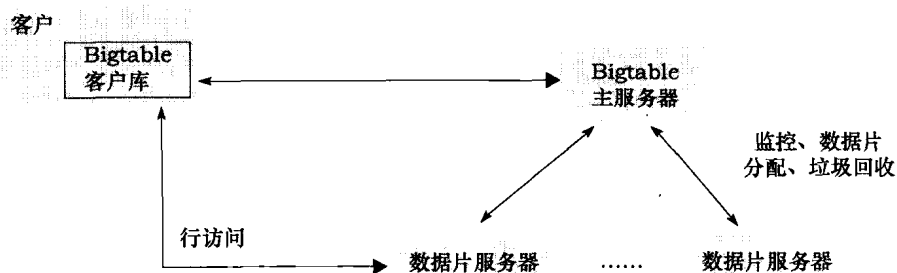 客户
Bigtable
客户库
Bigtable
主服务器
监控、数据片
分配、垃圾回收
行访问
数据片服务器
……
数据片服务器